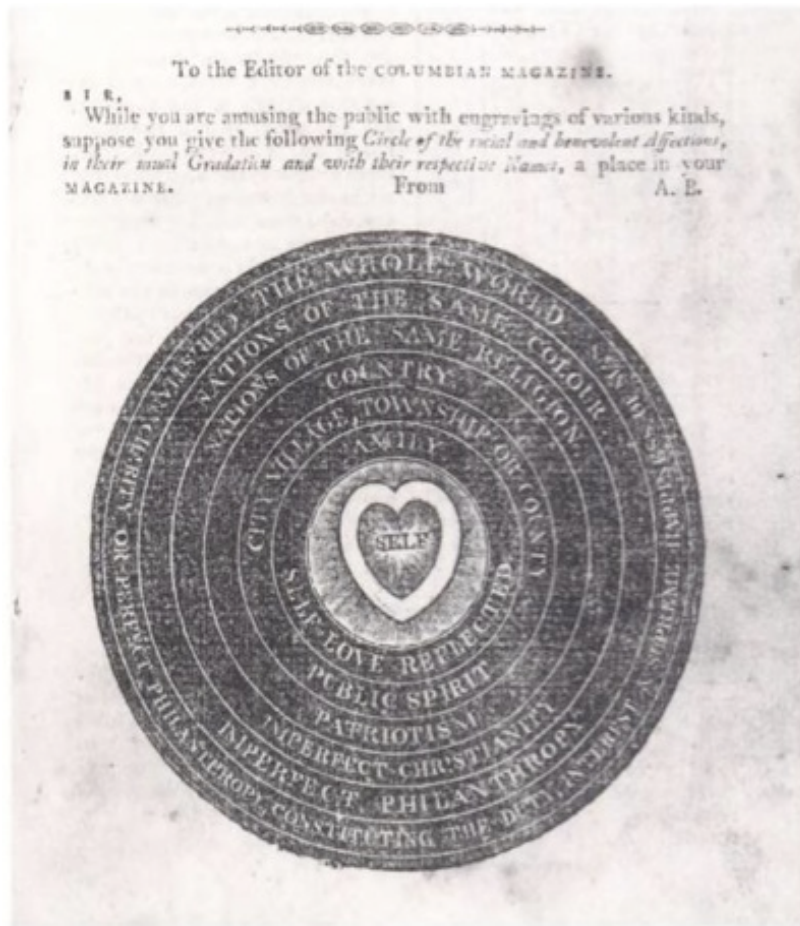 To the Editor of the COLUMBIAN MAGAZINE.
SIR,
While you are amusing the public with engravings of various kinds,
suppose you give the following Circle of the social and benevolent Affections,
in their usual Gradation and with their respective Names, a place in your
MAGAZINE. From A. B.
THE WHOLE WORLD
NATIONS OF THE SAME COLOUR
NATIONS OF THE SAME RELIGION
COUNTRY
CITY VILLAGE, TOWNSHIP OR COUNTY
FAMILY
SELF
SELF-LOVE REFLECTED
PUBLIC SPIRIT
PATRIOTISM
IMPERFECT CHRISTIANITY
IMPERFECT PHILANTHROPY
CHRISTIAN CHARITY OR PERFECT PHILANTHROPY, CONSTITUTING THE DUTY, INTEREST & SUPREME HAPPINESS OF MAN